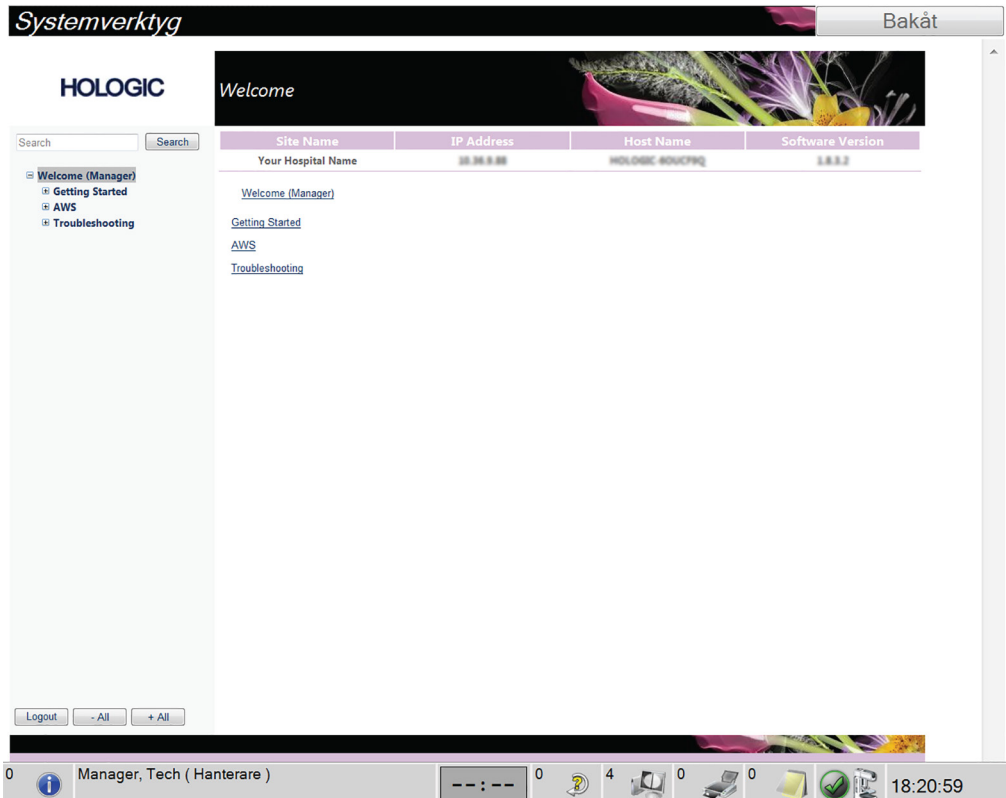 Systemverktyg Bakåt
HOLOGIC
Welcome
Search Search
Site Name IP Address Host Name Software Version
Your Hospital Name
Welcome (Manager)
Getting Started
AWS
Troubleshooting
Welcome (Manager)
Getting Started
AWS
Troubleshooting
Logout - All + All
0 Manager, Tech ( Hanterare ) --:-- 0 4 0 0 18:20:59